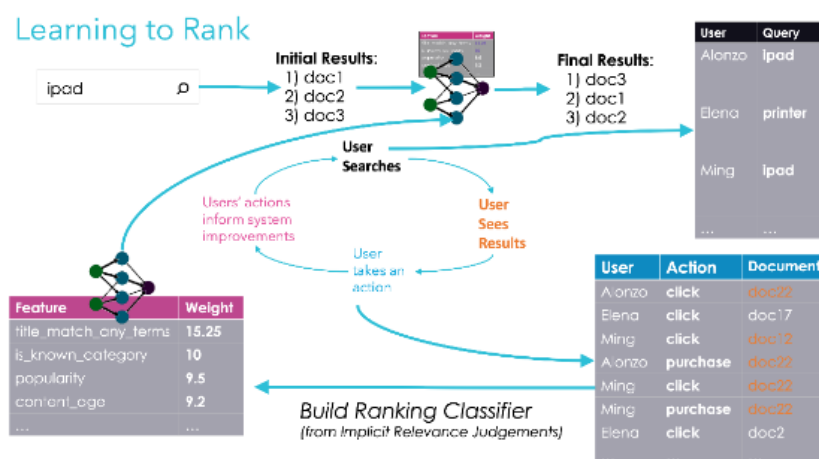 Learning to Rank
ipad
Initial Results:
1) doc1
2) doc2
3) doc3
Final Results:
1) doc3
2) doc1
3) doc2
User Query
Alonzo ipad
Elena printer
Ming ipad
... ...
User
Searches
User
Sees
Results
User
takes an
action
Users' actions
inform system
improvements
Feature Weight
title_match_any_terms 15.25
is_known_category 10
popularity 9.5
content_age 9.2
... ...
User Action Document
Alonzo click doc22
Elena click doc17
Ming click doc12
Alonzo purchase doc22
Ming click doc22
Ming purchase doc22
Elena click doc2
Build Ranking Classifier
(from Implicit Relevance Judgements)